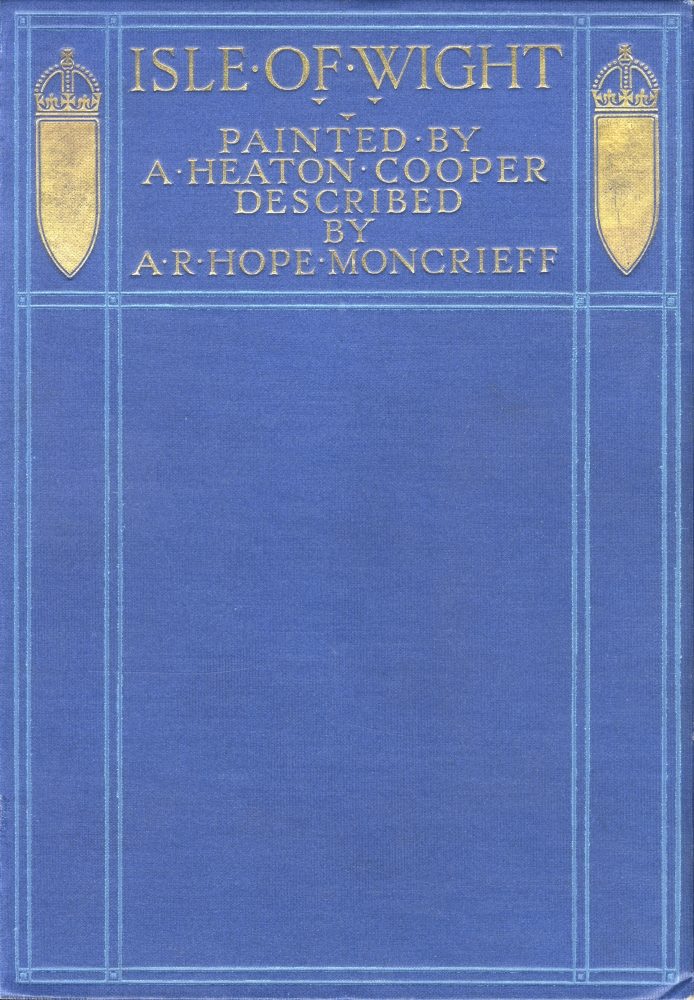 ISLE·OF·WIGHT
PAINTED·BY
A·HEATON·COOPER
DESCRIBED
BY
A·R·HOPE·MONCRIEFF